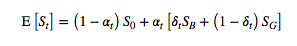 E [S_t] = (1 − α_t) S_0 + α_t [δ_t S_B + (1 − δ_t) S_G]